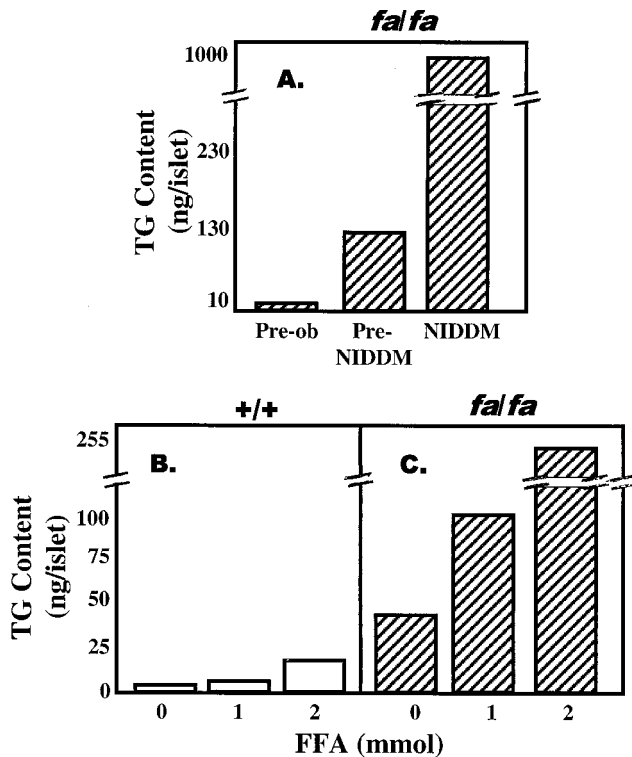 fa/fa
A.
TG Content
(ng/islet)
1000
230
130
10
Pre-ob
Pre-
NIDDM
NIDDM
+/+
fa/fa
B.
C.
TG Content
(ng/islet)
255
100
75
50
25
0
0 1 2 0 1 2
FFA (mmol)